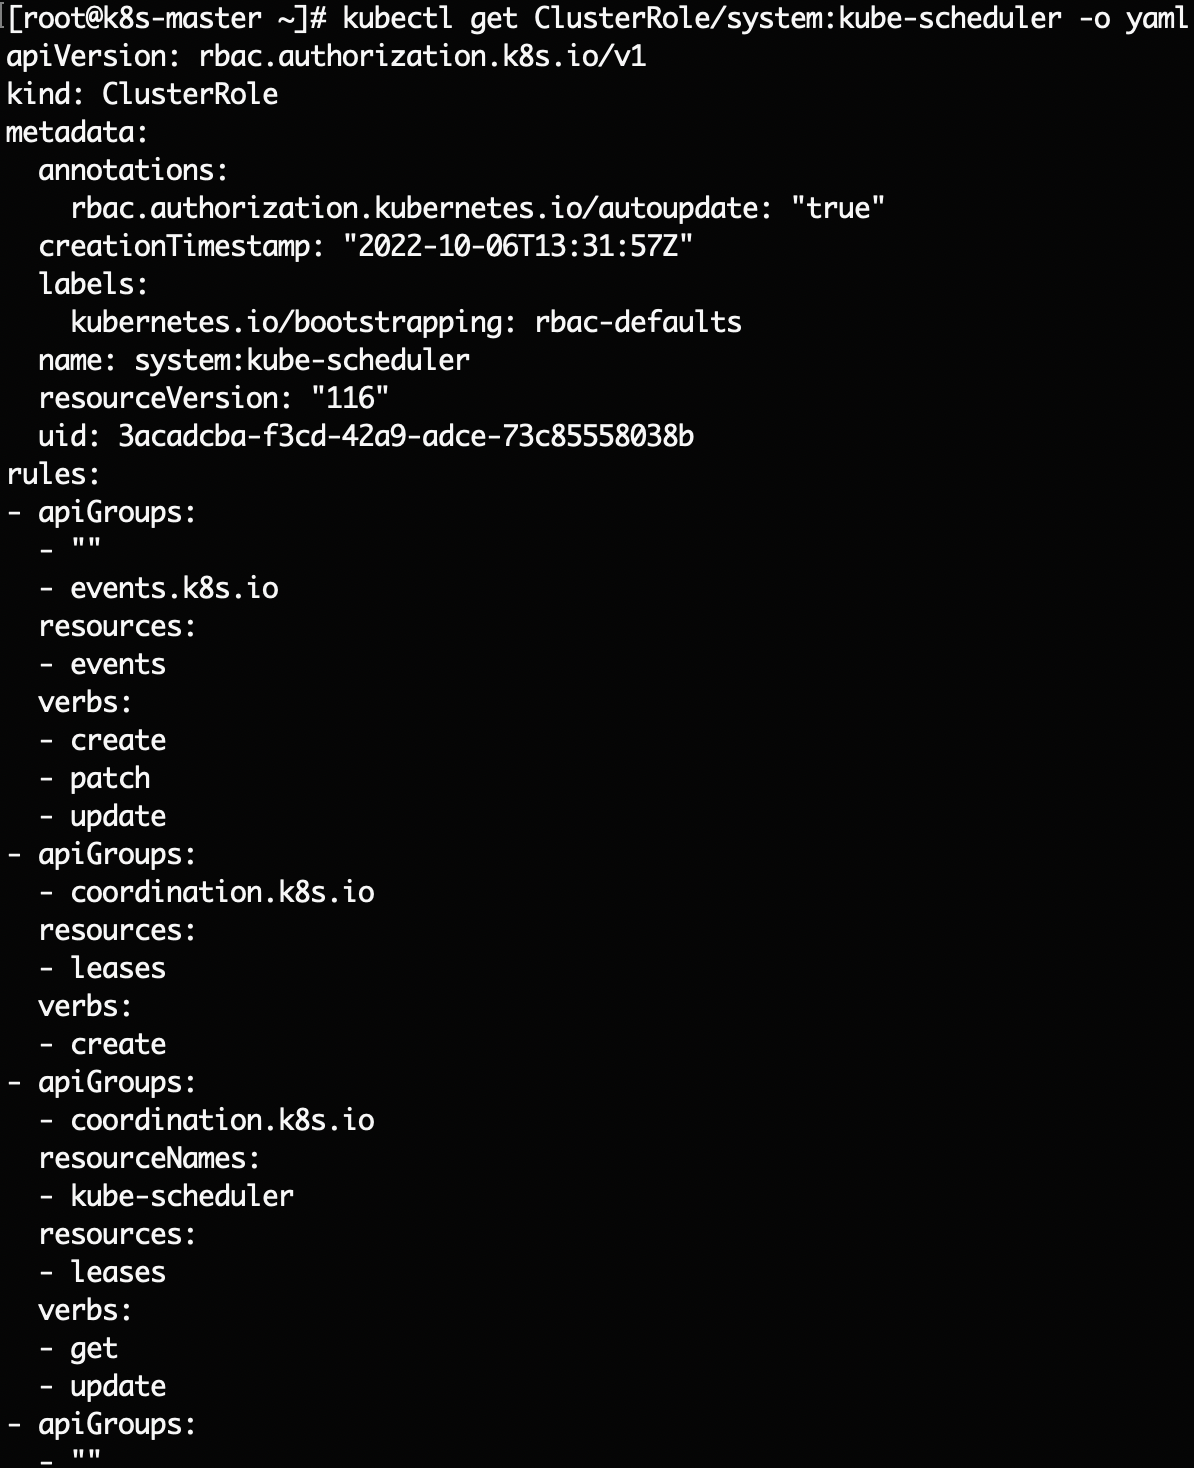 [root@k8s-master ~]# kubectl get ClusterRole/system:kube-scheduler -o yaml
apiVersion: rbac.authorization.k8s.io/v1
kind: ClusterRole
metadata:
  annotations:
    rbac.authorization.kubernetes.io/autoupdate: "true"
  creationTimestamp: "2022-10-06T13:31:57Z"
  labels:
    kubernetes.io/bootstrapping: rbac-defaults
  name: system:kube-scheduler
  resourceVersion: "116"
  uid: 3acadcba-f3cd-42a9-adce-73c85558038b
rules:
- apiGroups:
  - ""
  - events.k8s.io
  resources:
  - events
  verbs:
  - create
  - patch
  - update
- apiGroups:
  - coordination.k8s.io
  resources:
  - leases
  verbs:
  - create
- apiGroups:
  - coordination.k8s.io
  resourceNames:
  - kube-scheduler
  resources:
  - leases
  verbs:
  - get
  - update
- apiGroups:
  - ""